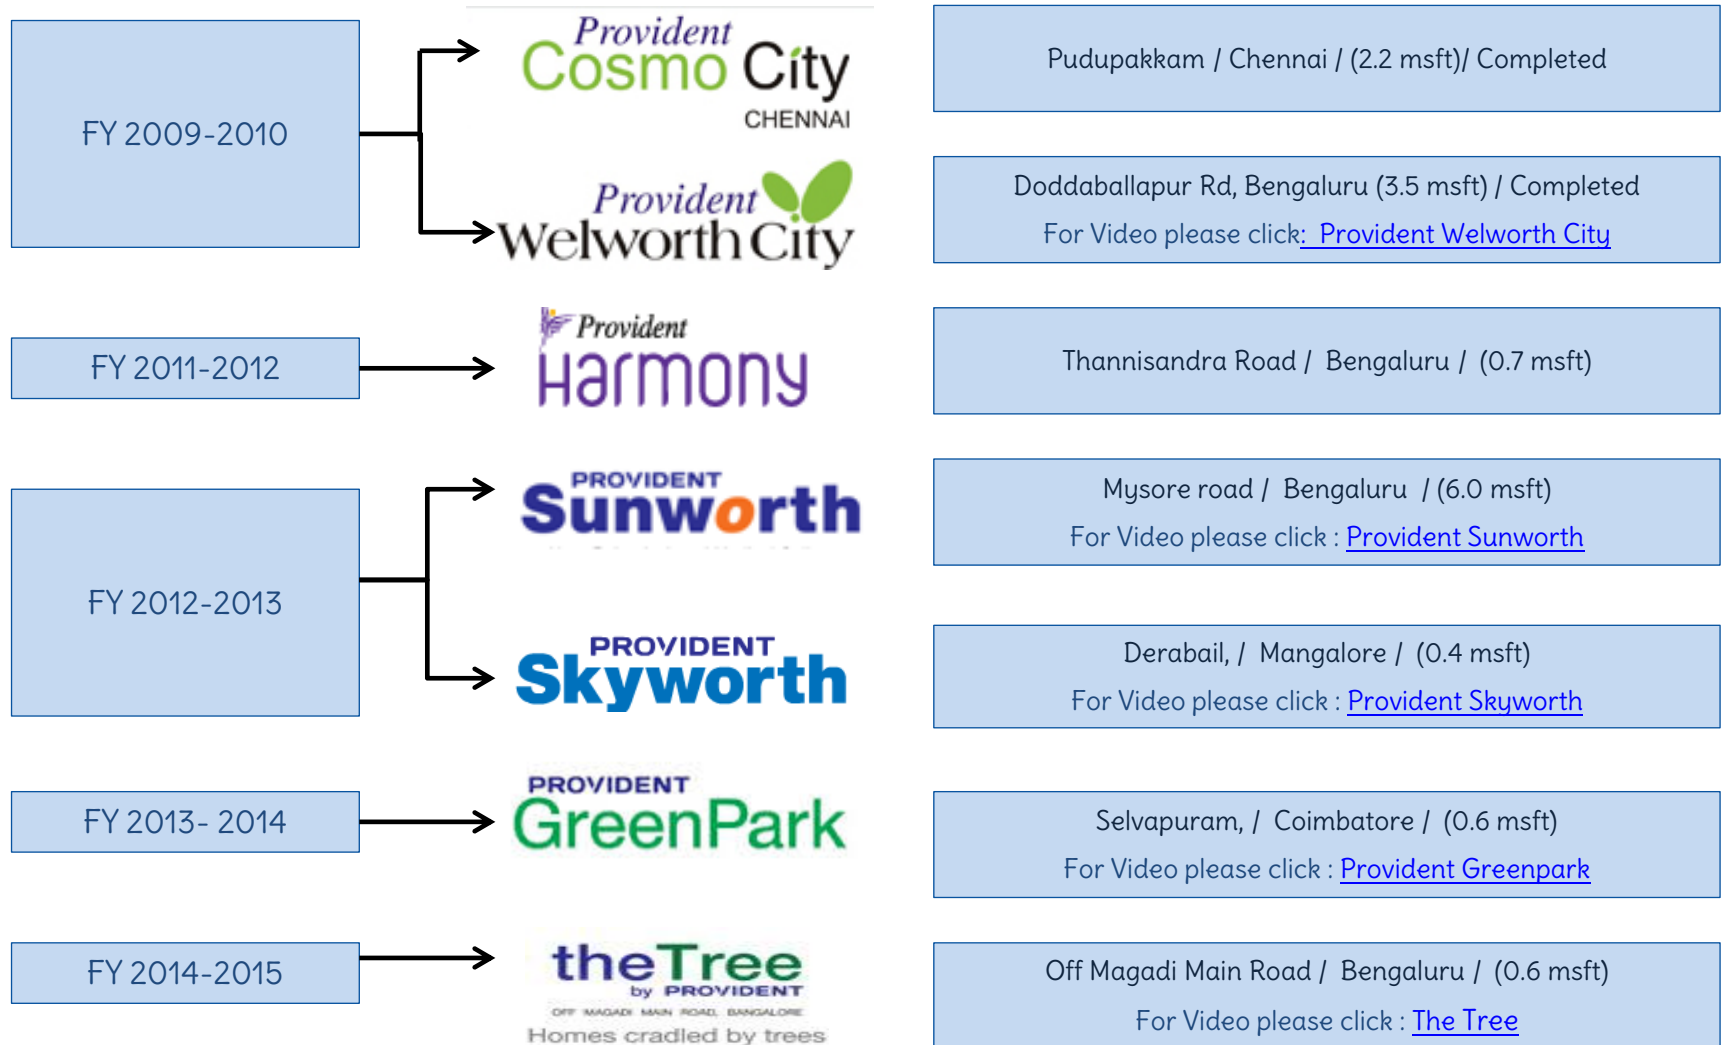 FY 2009-2010
Provident
Cosmo City
CHENNAI
Pudupakkam / Chennai / (2.2 msft)/ Completed
Provident
Welworth City
Doddaballapur Rd, Bengaluru (3.5 msft) / Completed
For Video please click:  Provident Welworth City
FY 2011-2012
Provident
Harmony
Thannisandra Road /  Bengaluru /  (0.7 msft)
FY 2012-2013
PROVIDENT
Sunworth
Mysore road /  Bengaluru  / (6.0 msft)
For Video please click : Provident Sunworth
PROVIDENT
Skyworth
Derabail, /  Mangalore /  (0.4 msft)
For Video please click : Provident Skyworth
FY 2013- 2014
PROVIDENT
GreenPark
Selvapuram, /  Coimbatore /  (0.6 msft)
For Video please click : Provident Greenpark
FY 2014-2015
theTree
by PROVIDENT
OFF MAGADI MAIN ROAD, BANGALORE
Homes cradled by trees
Off Magadi Main Road /  Bengaluru /  (0.6 msft)
For Video please click : The Tree